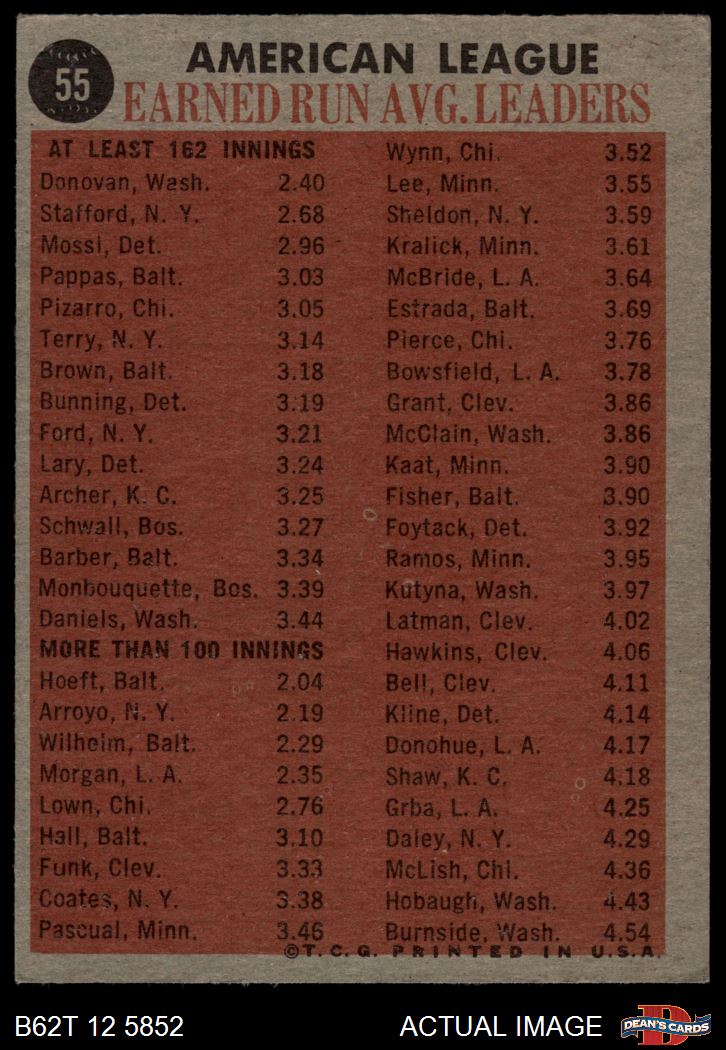 55
AMERICAN LEAGUE
EARNED RUN AVG. LEADERS
AT LEAST 162 INNINGS
Donovan, Wash. 2.40
Stafford, N. Y. 2.68
Mossi, Det. 2.96
Pappas, Balt. 3.03
Pizarro, Chi. 3.05
Terry, N. Y. 3.14
Brown, Balt. 3.18
Bunning, Det. 3.19
Ford, N. Y. 3.21
Lary, Det. 3.24
Archer, K. C. 3.25
Schwall, Bos. 3.27
Barber, Balt. 3.34
Monbouquette, Bos. 3.39
Daniels, Wash. 3.44
MORE THAN 100 INNINGS
Hoeft, Balt. 2.04
Arroyo, N. Y. 2.19
Wilhelm, Balt. 2.29
Morgan, L. A. 2.35
Lown, Chi. 2.76
Hall, Balt. 3.10
Funk, Clev. 3.33
Coates, N. Y. 3.38
Pascual, Minn. 3.46
Wynn, Chi. 3.52
Lee, Minn. 3.55
Sheldon, N. Y. 3.59
Kralick, Minn. 3.61
McBride, L. A. 3.64
Estrada, Balt. 3.69
Pierce, Chi. 3.76
Bowsfield, L. A. 3.78
Grant, Clev. 3.86
McClain, Wash. 3.86
Kaat, Minn. 3.90
Fisher, Balt. 3.90
Foytack, Det. 3.92
Ramos, Minn. 3.95
Kutyna, Wash. 3.97
Latman, Clev. 4.02
Hawkins, Clev. 4.06
Bell, Clev. 4.11
Kline, Det. 4.14
Donohue, L. A. 4.17
Shaw, K. C. 4.18
Grba, L. A. 4.25
Daley, N. Y. 4.29
McLish, Chi. 4.36
Hobaugh, Wash. 4.43
Burnside, Wash. 4.54
©T. C. G. PRINTED IN U.S.A.
B62T 12 5852
ACTUAL IMAGE
D
DEAN'S CARDS